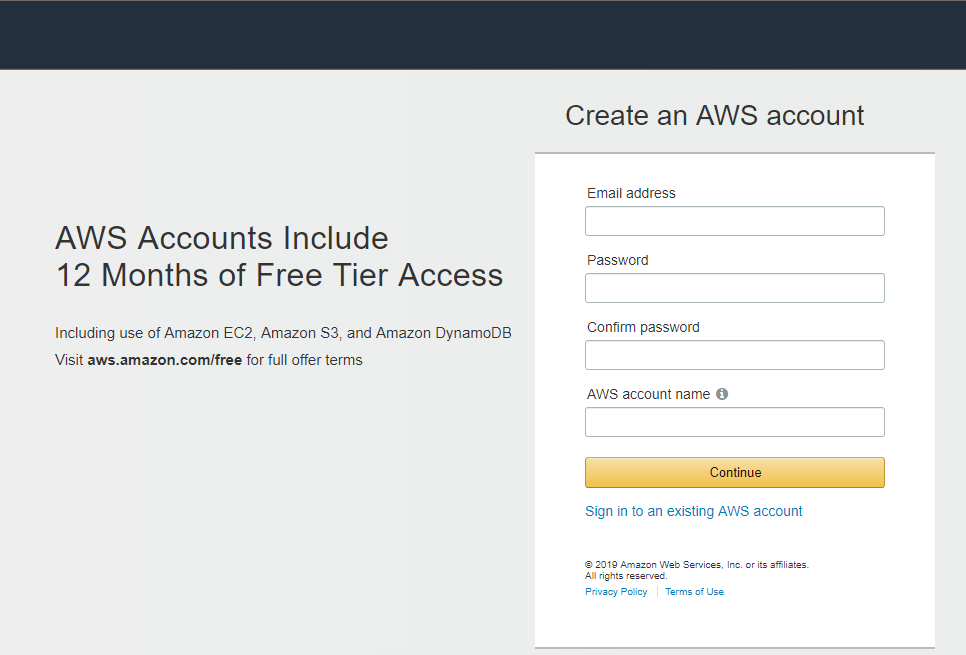 Create an AWS account
AWS Accounts Include
12 Months of Free Tier Access
Including use of Amazon EC2, Amazon S3, and Amazon DynamoDB
Visit aws.amazon.com/free for full offer terms
Email address
Password
Confirm password
AWS account name
Continue
Sign in to an existing AWS account
© 2019 Amazon Web Services, Inc. or its affiliates.
All rights reserved.
Privacy Policy | Terms of Use